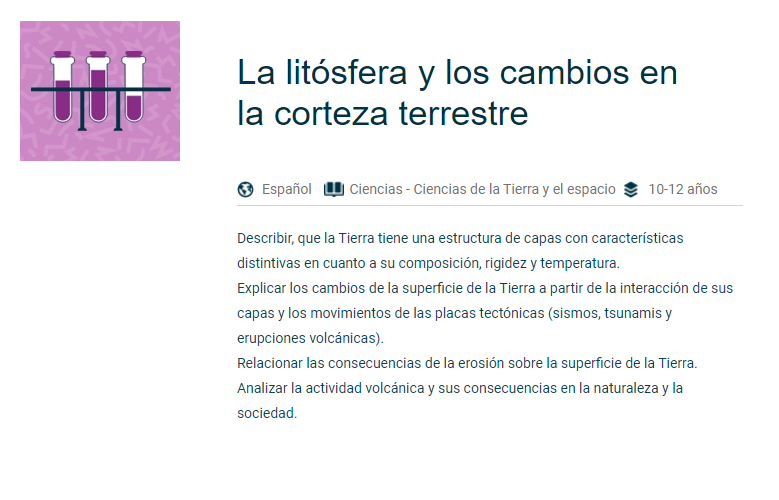 La litósfera y los cambios en
la corteza terrestre
Español Ciencias - Ciencias de la Tierra y el espacio 10-12 años
Describir, que la Tierra tiene una estructura de capas con características
distintivas en cuanto a su composición, rigidez y temperatura.
Explicar los cambios de la superficie de la Tierra a partir de la interacción de sus
capas y los movimientos de las placas tectónicas (sismos, tsunamis y
erupciones volcánicas).
Relacionar las consecuencias de la erosión sobre la superficie de la Tierra.
Analizar la actividad volcánica y sus consecuencias en la naturaleza y la
sociedad.